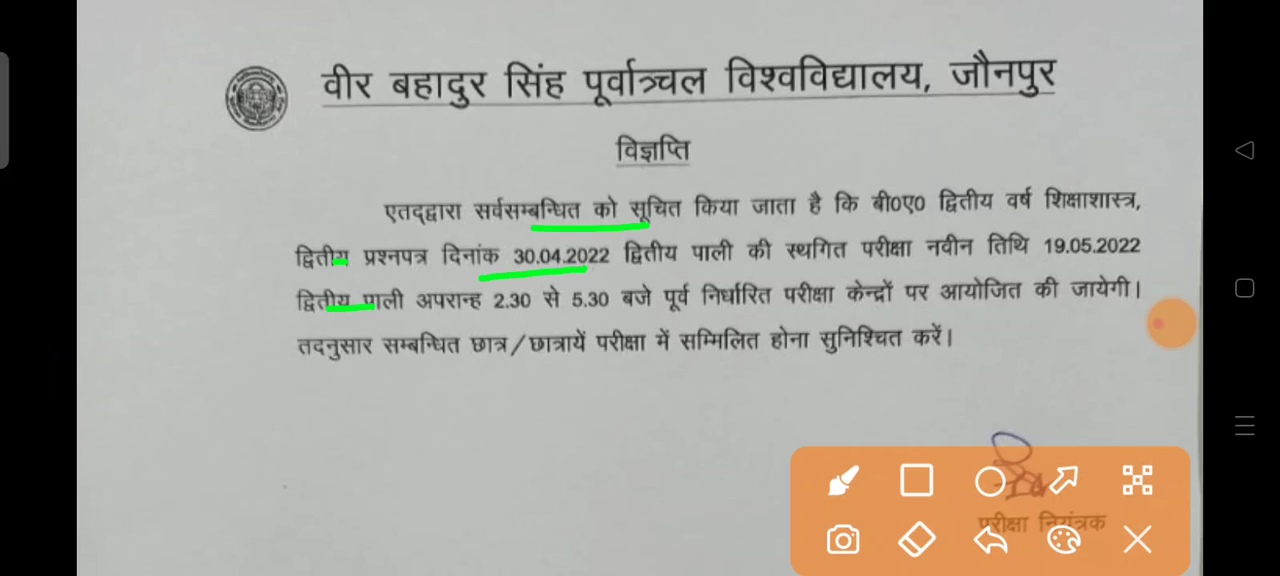 वीर बहादुर सिंह पूर्वाञ्चल विश्वविद्यालय, जौनपुर
विज्ञप्ति
एतद्द्वारा सर्वसम्बन्धित को सूचित किया जाता है कि बी०ए० द्वितीय वर्ष शिक्षाशास्त्र,
द्वितीय प्रश्नपत्र दिनांक 30.04.2022 द्वितीय पाली की स्थगित परीक्षा नवीन तिथि 19.05.2022
द्वितीय पाली अपरान्ह 2.30 से 5.30 बजे पूर्व निर्धारित परीक्षा केन्द्रों पर आयोजित की जायेगी।
तदनुसार सम्बन्धित छात्र/छात्रायें परीक्षा में सम्मिलित होना सुनिश्चित करें।
परीक्षा नियंत्रक